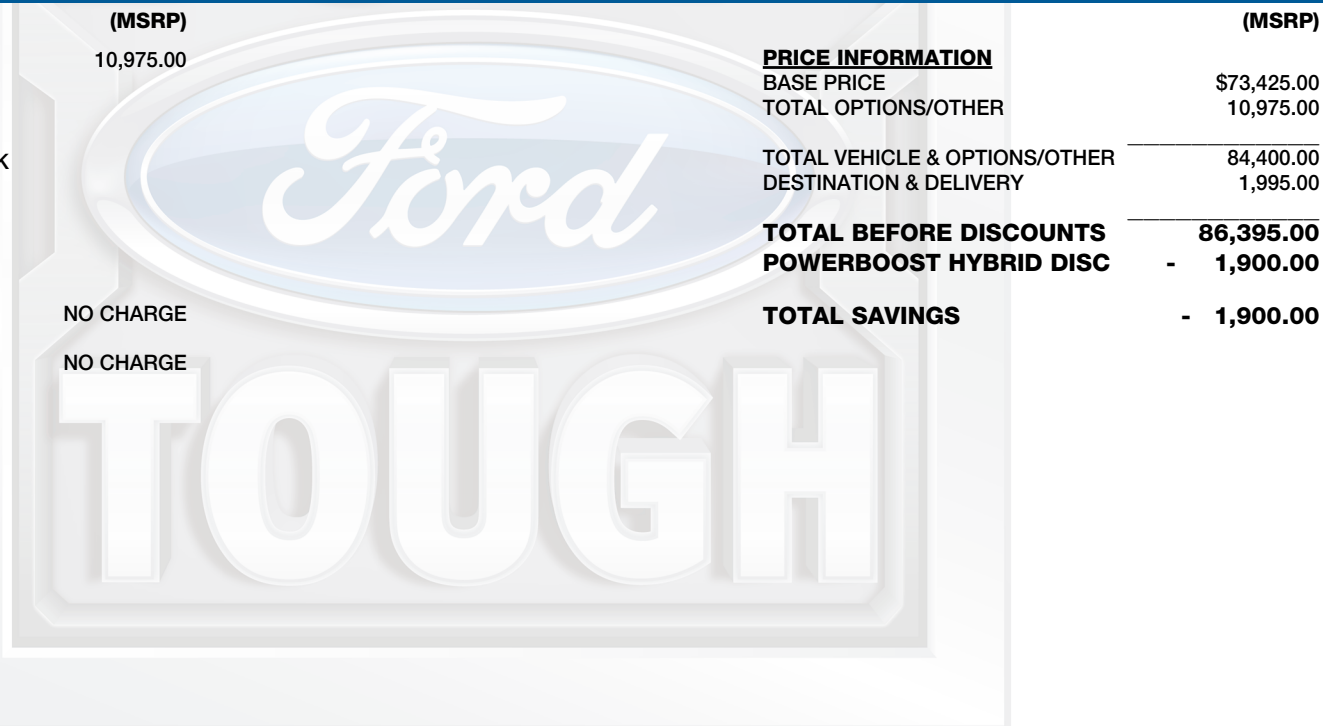 (MSRP)
10,975.00
K
NO CHARGE
NO CHARGE
(MSRP)
PRICE INFORMATION
BASE PRICE $73,425.00
TOTAL OPTIONS/OTHER 10,975.00
TOTAL VEHICLE & OPTIONS/OTHER 84,400.00
DESTINATION & DELIVERY 1,995.00
TOTAL BEFORE DISCOUNTS 86,395.00
POWERBOOST HYBRID DISC - 1,900.00
TOTAL SAVINGS - 1,900.00
Ford
TOUGH